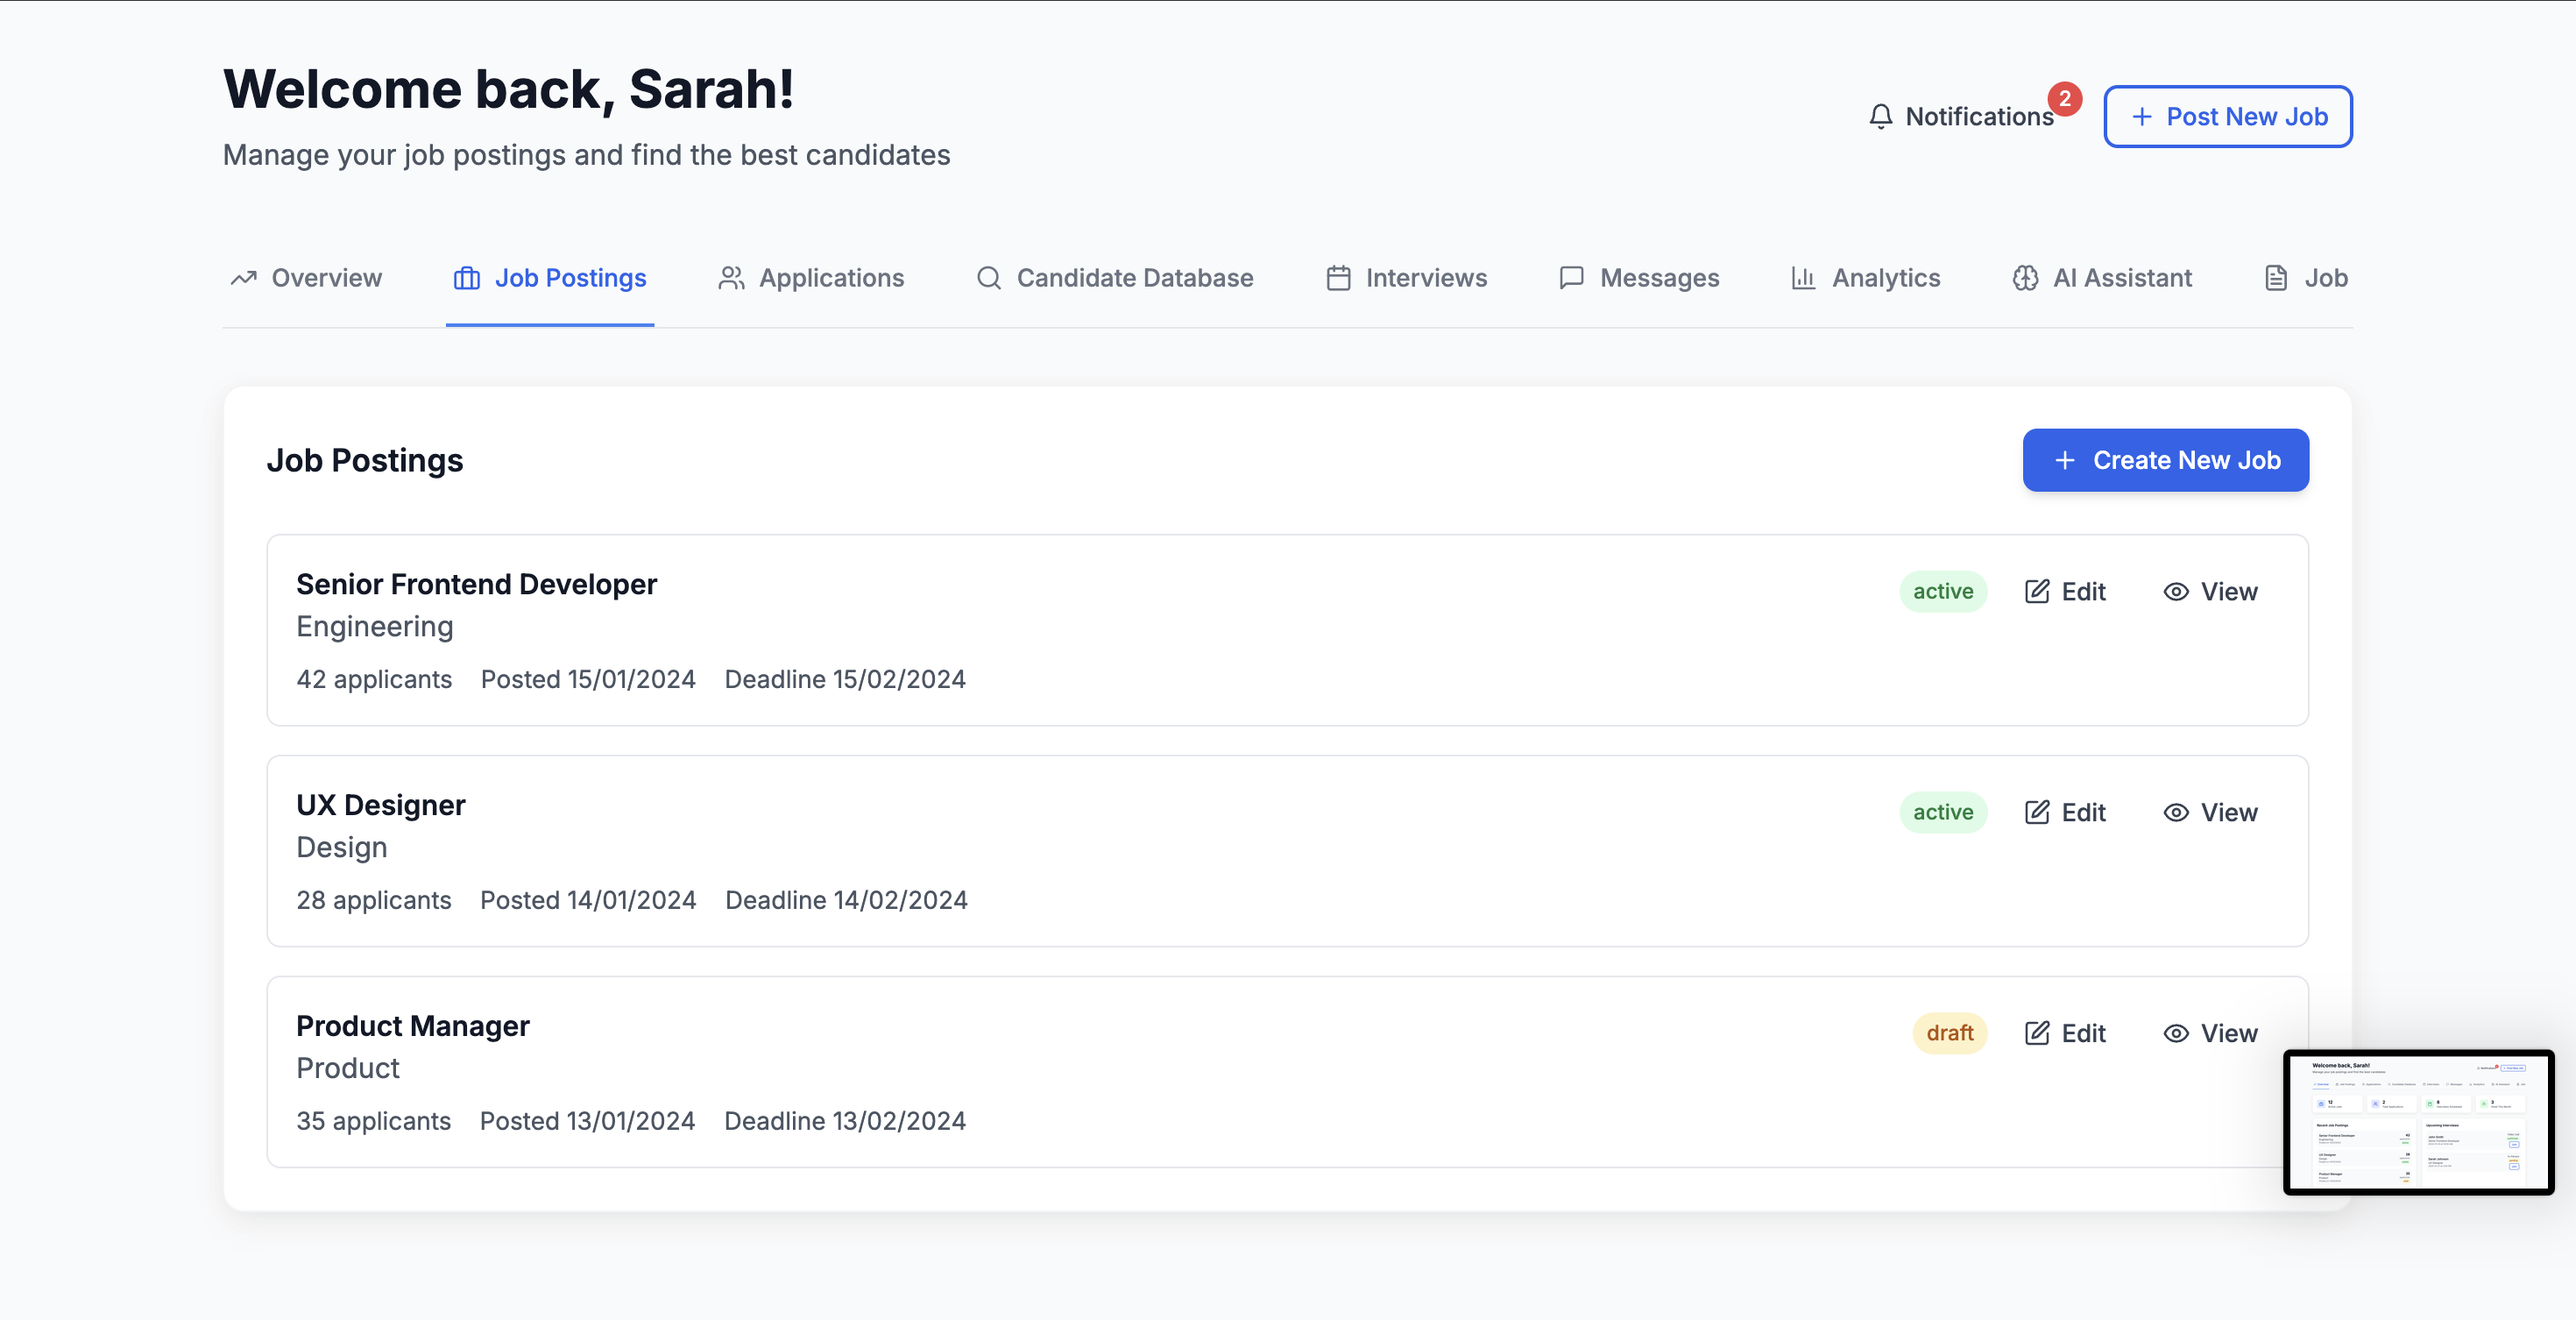 Welcome back, Sarah!
Manage your job postings and find the best candidates
Notifications 2
+ Post New Job
Overview Job Postings Applications Candidate Database Interviews Messages Analytics AI Assistant Job
Job Postings
+ Create New Job
Senior Frontend Developer
active Edit View
Engineering
42 applicants Posted 15/01/2024 Deadline 15/02/2024
UX Designer
active Edit View
Design
28 applicants Posted 14/01/2024 Deadline 14/02/2024
Product Manager
draft Edit View
Product
35 applicants Posted 13/01/2024 Deadline 13/02/2024
Welcome back, Sarah!